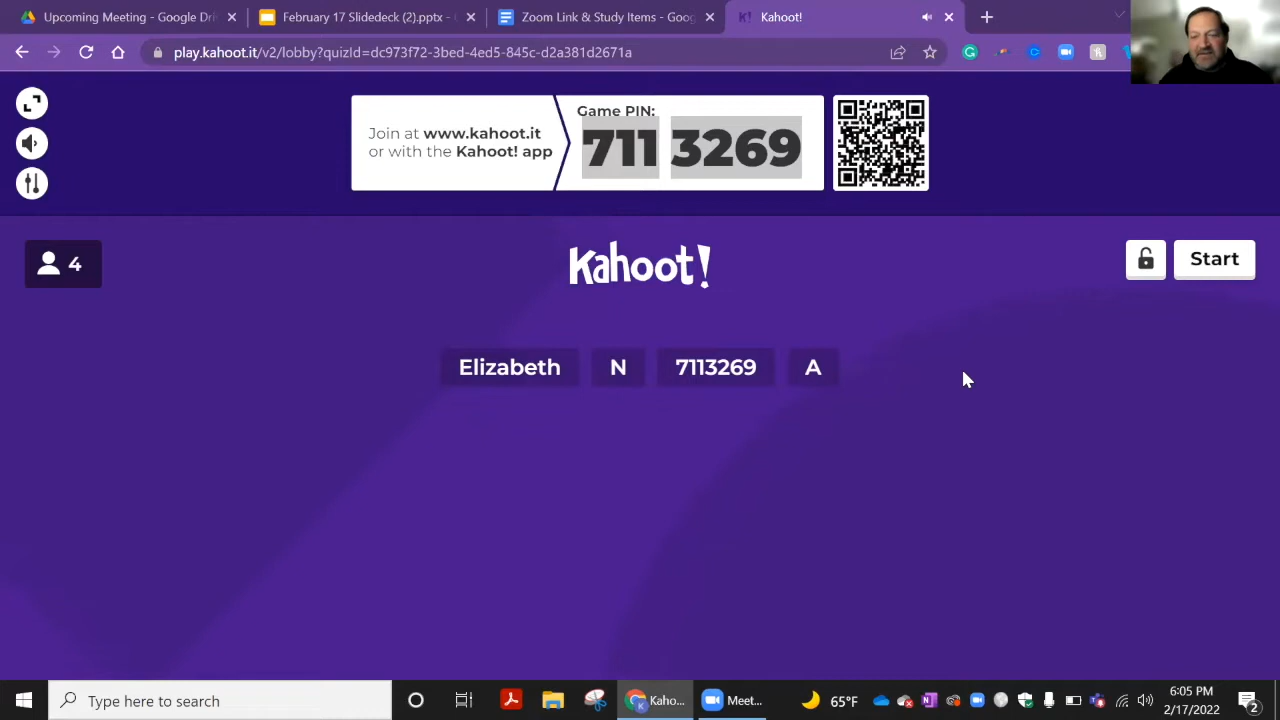 Upcoming Meeting - Google Dri
February 17 Slidedeck (2).pptx -
Zoom Link & Study Items - Goog
Kahoot!
play.kahoot.it/v2/lobby?quizId=dc973f72-3bed-4ed5-845c-d2a381d2671a
Join at www.kahoot.it
or with the Kahoot! app
Game PIN:
711 3269
4
Kahoot!
Start
Elizabeth
N
7113269
A
Type here to search
Kaho...
Meet...
65°F
6:05 PM
2/17/2022
2